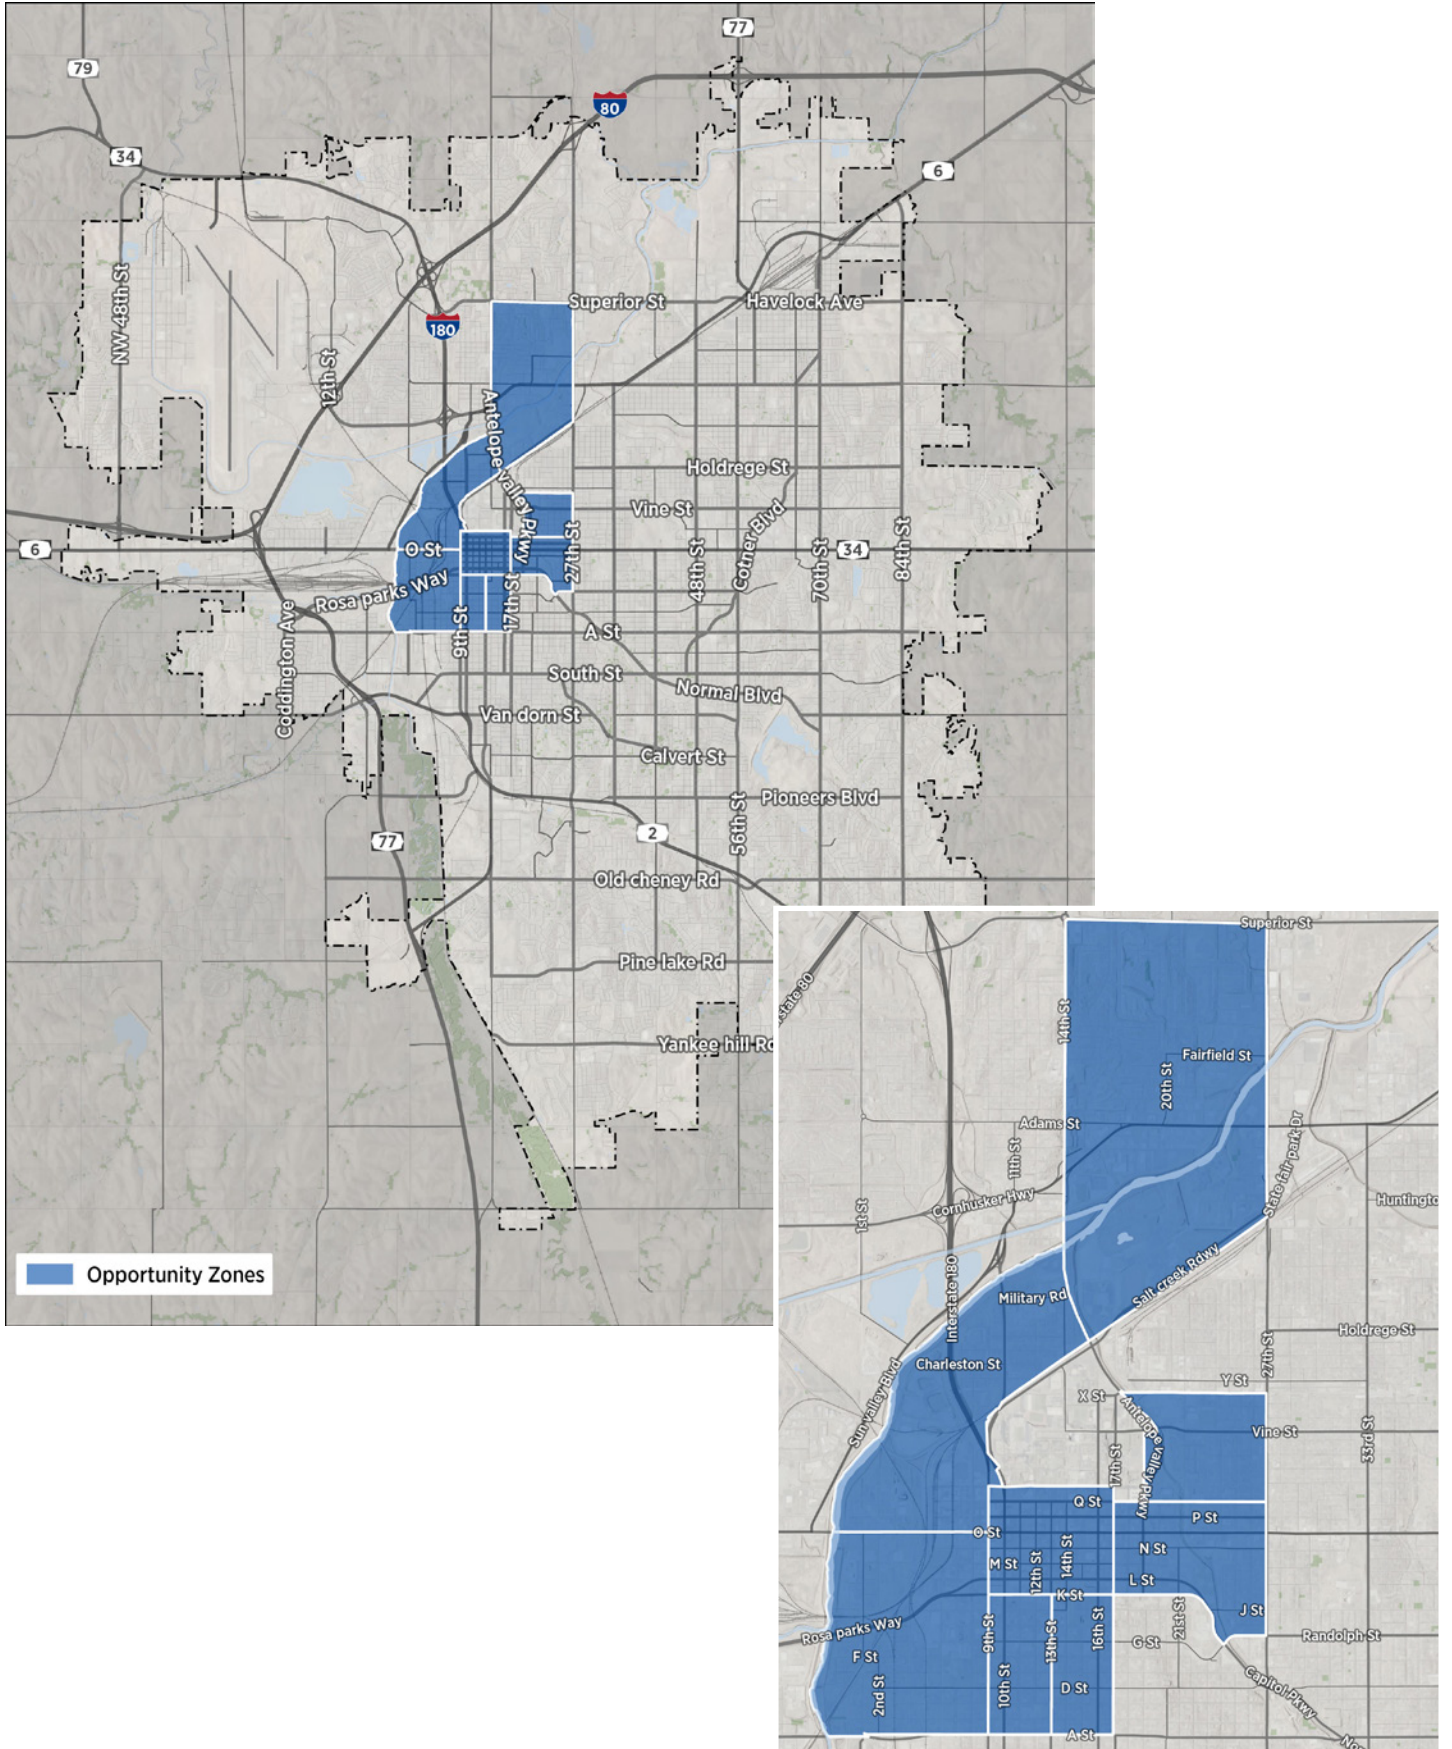 77
79
80
34
6
NW 48th St
Superior St
Havelock Ave
180
12th St
Antelope valley Pkwy
Holdrege St
Vine St
Cotner Blvd
6
O St
27th St
48th St
70th St
34
84th St
Rosa parks Way
17th St
9th St
A St
Coddington Ave
South St
Normal Blvd
Van dorn St
Calvert St
56th St
Pioneers Blvd
77
2
Old cheney Rd
Pine lake Rd
Yankee hill Rd
Opportunity Zones
Superior St
14th St
Fairfield St
20th St
Adams St
11th St
State fair park Dr
1st St
Cornhusker Hwy
Interstate 180
Military Rd
Salt creek Rdwy
Holdrege St
27th St
Charleston St
Sun valley Blvd
X St
Y St
Antelope valley Pkwy
Vine St
33rd St
17th St
Q St
P St
O St
N St
M St
12th St
14th St
L St
K St
J St
Rosa parks Way
9th St
13th St
16th St
G St
21st St
Randolph St
F St
2nd St
10th St
D St
Capitol Pkwy
A St